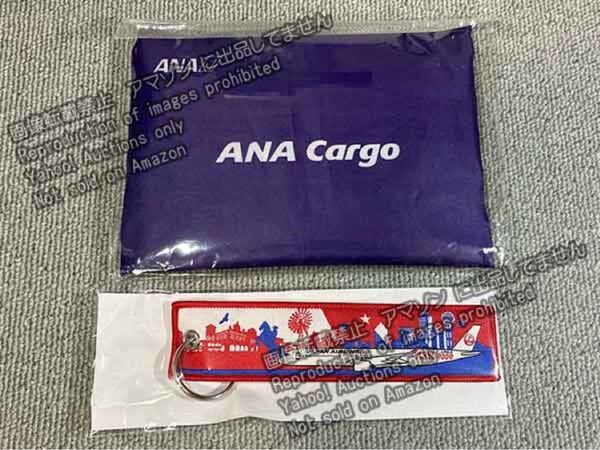 ANA
ANA Cargo
画像転載禁止 アマゾンに出品してません
Reproduction of images prohibited
Yahoo! Auctions only
Not sold on Amazon
画像転載禁止 アマゾンに出品してません
Reproduction of images prohibited
Yahoo! Auctions only
Not sold on Amazon